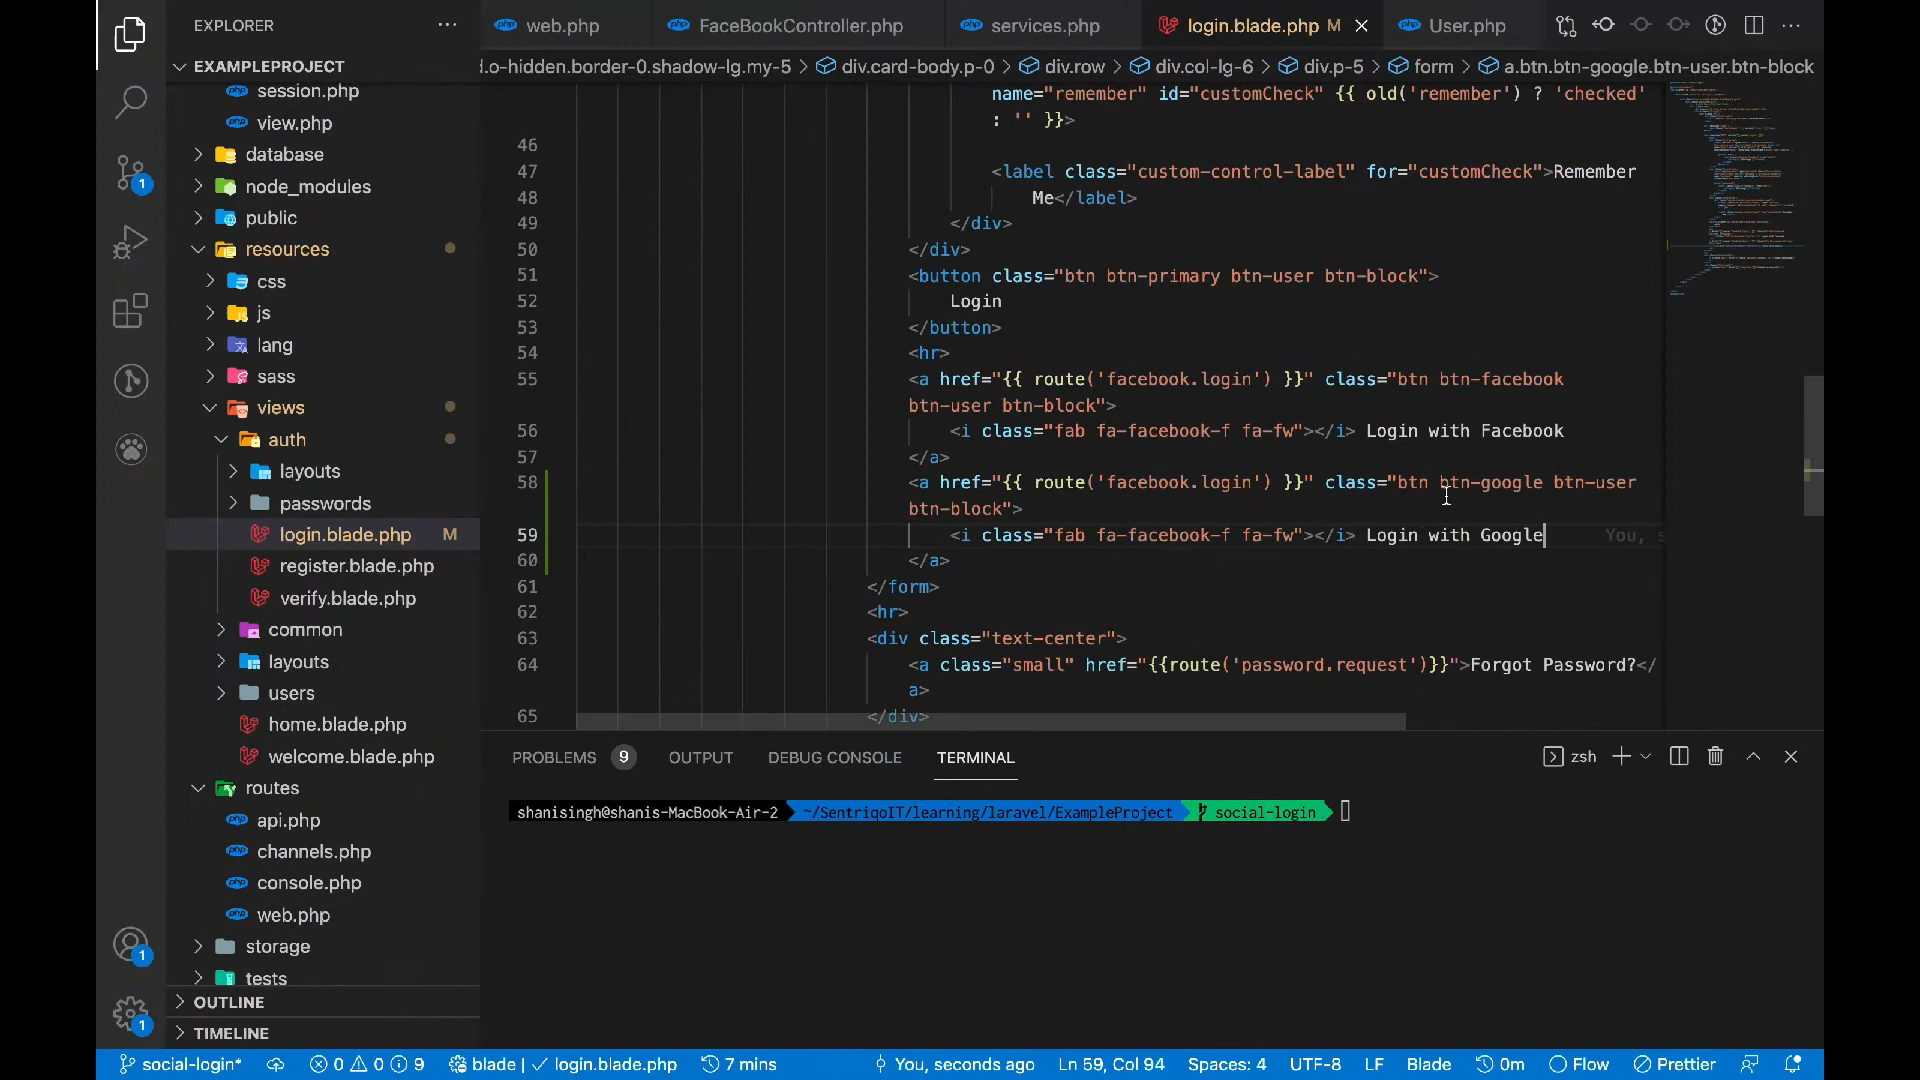 EXPLORER
EXAMPLEPROJECT
session.php
view.php
database
node_modules
public
resources
css
js
lang
sass
views
auth
layouts
passwords
login.blade.php M
register.blade.php
verify.blade.php
common
layouts
users
home.blade.php
welcome.blade.php
routes
api.php
channels.php
console.php
web.php
storage
tests
OUTLINE
TIMELINE
1
1
1
web.php FaceBookController.php services.php login.blade.php M User.php
d.o-hidden.border-0.shadow-lg.my-5 > div.card-body.p-0 > div.row > div.col-lg-6 > div.p-5 > form > a.btn.btn-google.btn-user.btn-block
name="remember" id="customCheck" {{ old('remember') ? 'checked'
: '' }}>
46
47 <label class="custom-control-label" for="customCheck">Remember
48 Me</label>
49 </div>
50 </div>
51 <button class="btn btn-primary btn-user btn-block">
52 Login
53 </button>
54 <hr>
55 <a href="{{ route('facebook.login') }}" class="btn btn-facebook
btn-user btn-block">
56 <i class="fab fa-facebook-f fa-fw"></i> Login with Facebook
57 </a>
58 <a href="{{ route('facebook.login') }}" class="btn btn-google btn-user
btn-block">
59 <i class="fab fa-facebook-f fa-fw"></i> Login with Google You, s
60 </a>
61 </form>
62 <hr>
63 <div class="text-center">
64 <a class="small" href="{{route('password.request')}}">Forgot Password?</
a>
65 </div>
PROBLEMS 9 OUTPUT DEBUG CONSOLE TERMINAL zsh
shanisingh@shanis-MacBook-Air-2 ~/SentriqoIT/learning/laravel/ExampleProject social-login
social-login* 0 0 9 blade login.blade.php 7 mins You, seconds ago Ln 59, Col 94 Spaces: 4 UTF-8 LF Blade 0m Flow Prettier